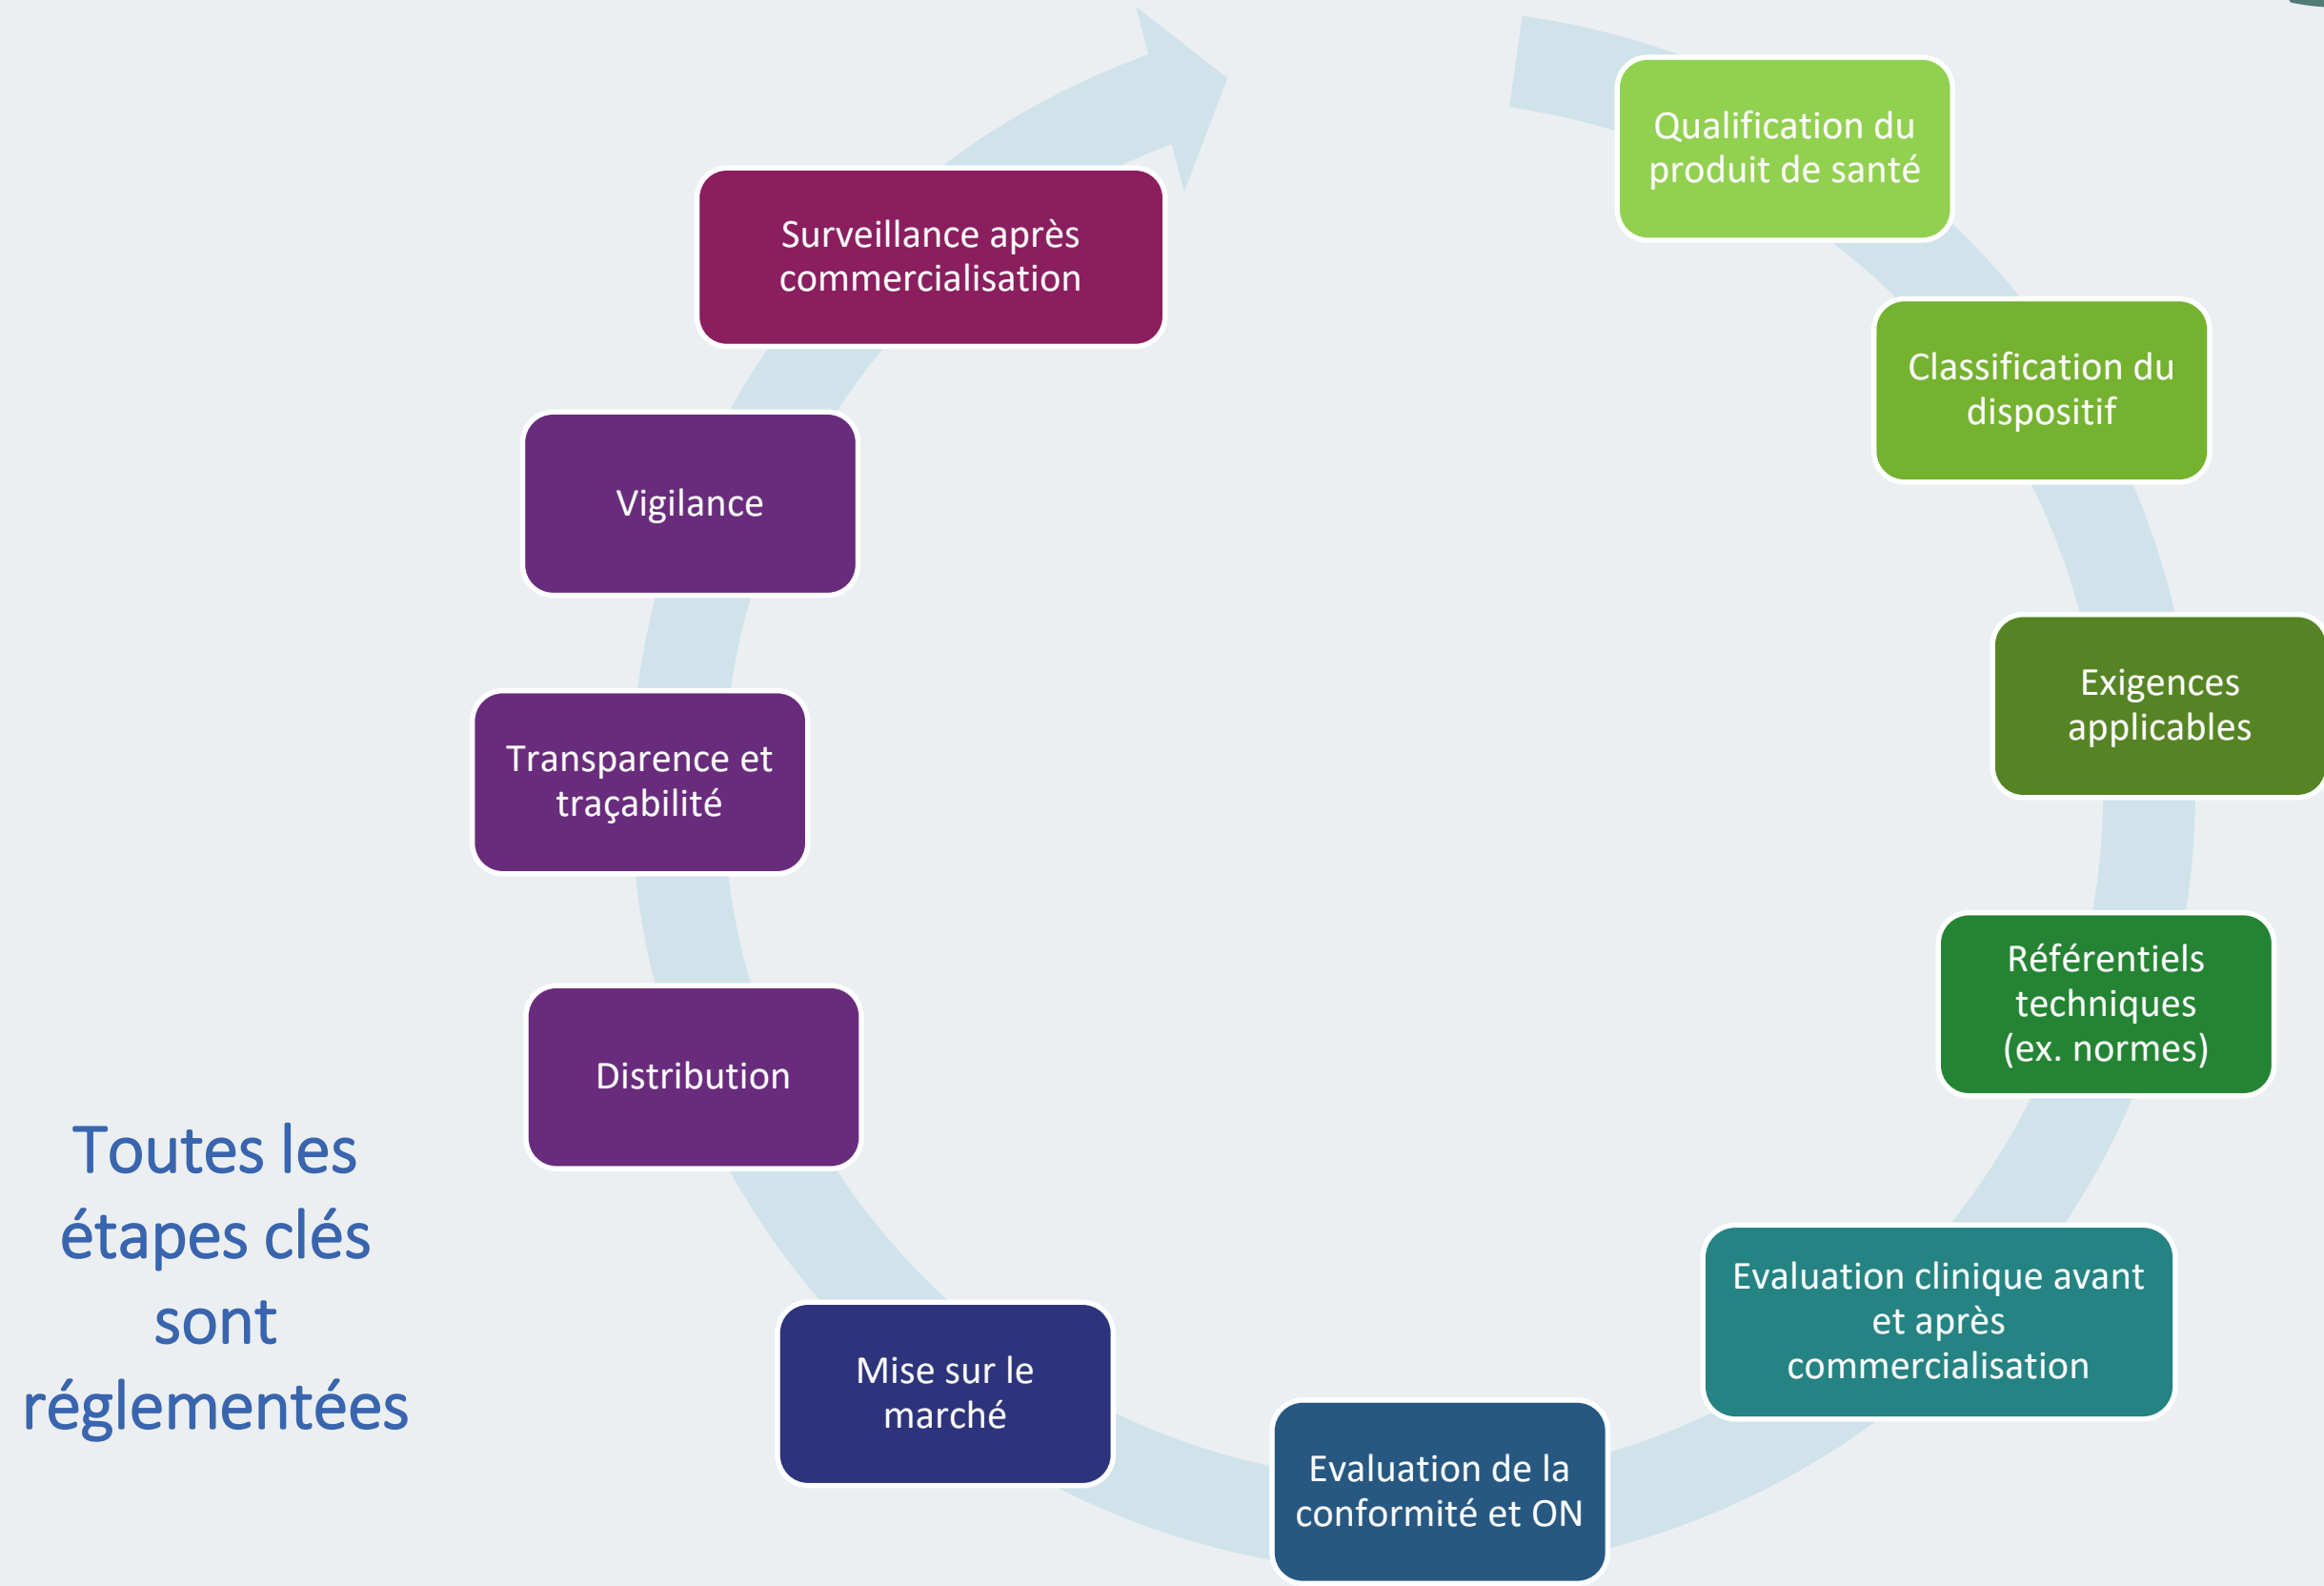 Qualification du
produit de santé
Classification du
dispositif
Exigences
applicables
Référentiels
techniques
(ex. normes)
Evaluation clinique avant
et après
commercialisation
Evaluation de la
conformité et ON
Mise sur le
marché
Distribution
Transparence et
traçabilité
Vigilance
Surveillance après
commercialisation
Toutes les
étapes clés
sont
réglementées